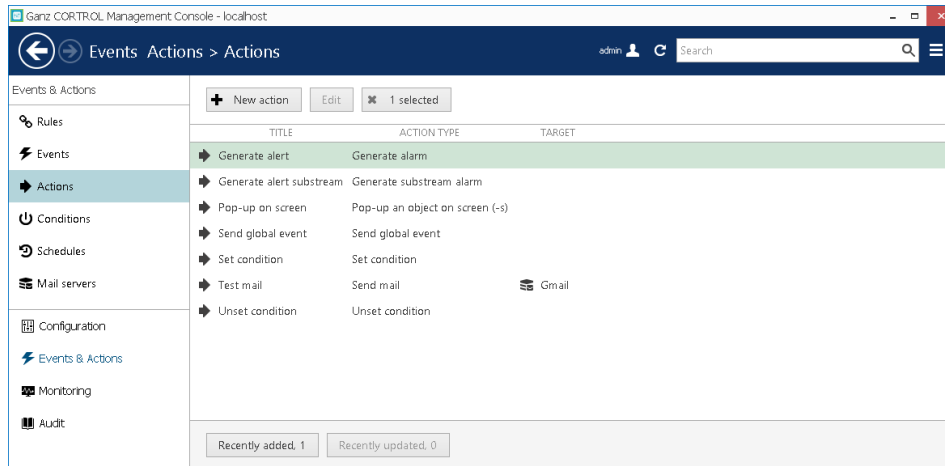 Ganz CORTROL Management Console - localhost
Events Actions > Actions
admin
Search
Events & Actions
New action
Edit
1 selected
Rules
TITLE ACTION TYPE TARGET
Events
Generate alert Generate alarm
Actions
Generate alert substream Generate substream alarm
Pop-up on screen Pop-up an object on screen (-s)
Conditions
Send global event Send global event
Schedules
Set condition Set condition
Mail servers
Test mail Send mail Gmail
Unset condition Unset condition
Configuration
Events & Actions
Monitoring
Audit
Recently added, 1
Recently updated, 0